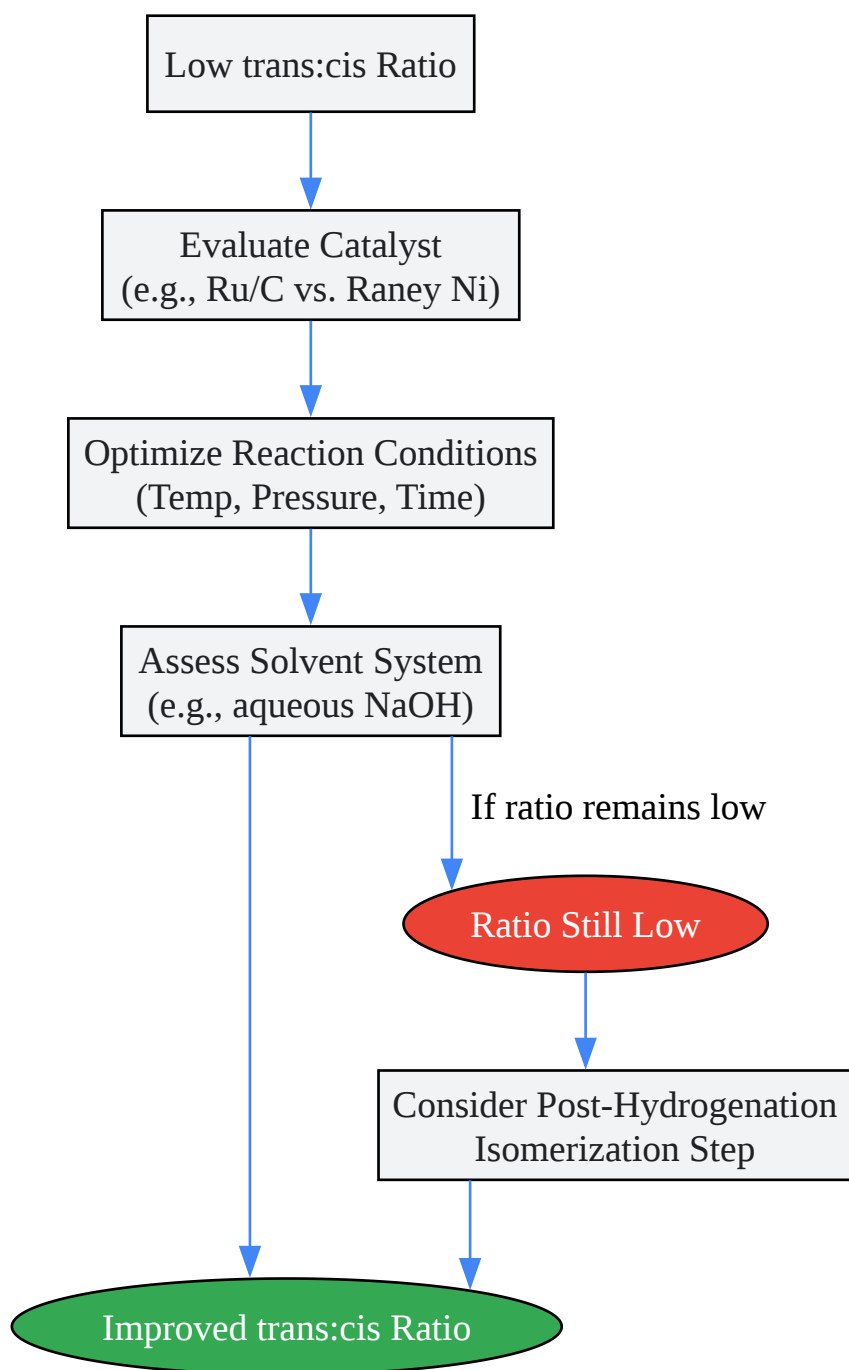 Low trans:cis Ratio
Evaluate Catalyst
(e.g., Ru/C vs. Raney Ni)
Optimize Reaction Conditions
(Temp, Pressure, Time)
Assess Solvent System
(e.g., aqueous NaOH)
If ratio remains low
Ratio Still Low
Consider Post-Hydrogenation
Isomerization Step
Improved trans:cis Ratio